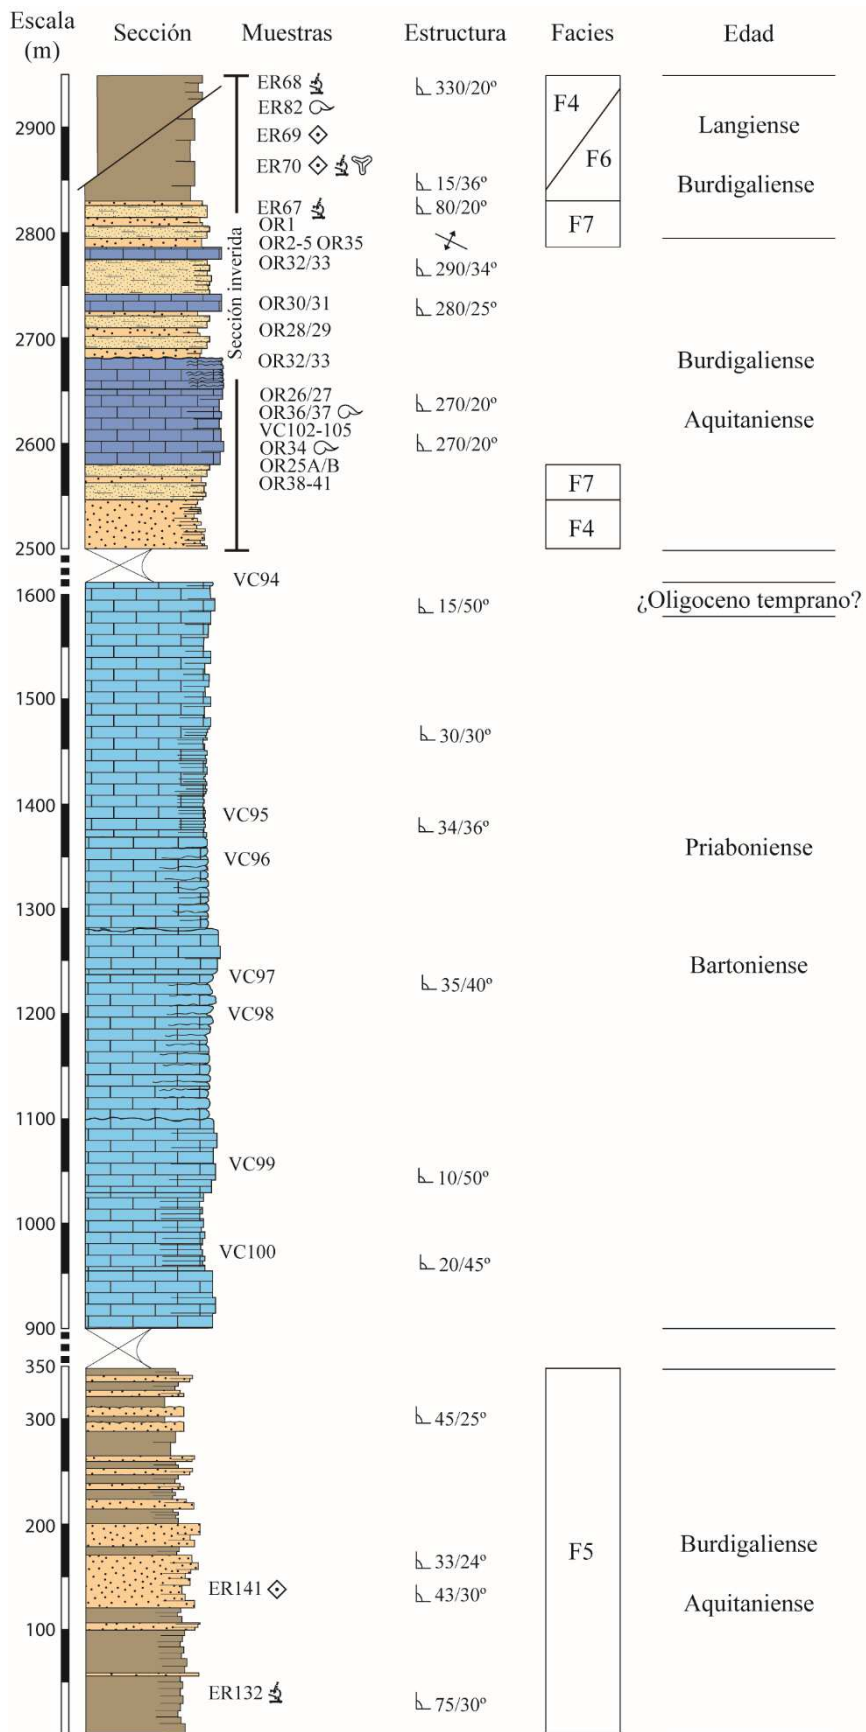 Escala
(m)
Sección
Muestras
Estructura
Facies
Edad
2900
2800
2700
2600
2500
1600
1500
1400
1300
1200
1100
1000
900
350
300
200
100
Sección inverida
ER68
ER82
ER69
ER70
ER67
OR1
OR2-5 OR35
OR32/33
OR30/31
OR28/29
OR32/33
OR26/27
OR36/37
VC102-105
OR34
OR25A/B
OR38-41
VC94
VC95
VC96
VC97
VC98
VC99
VC100
ER141
ER132
330/20º
15/36º
80/20º
290/34º
280/25º
270/20º
270/20º
15/50º
30/30º
34/36º
35/40º
10/50º
20/45º
45/25º
33/24º
43/30º
75/30º
F4
F6
F7
F7
F4
F5
Langiense
Burdigaliense
Burdigaliense
Aquitaniense
¿Oligoceno temprano?
Priaboniense
Bartoniense
Burdigaliense
Aquitaniense